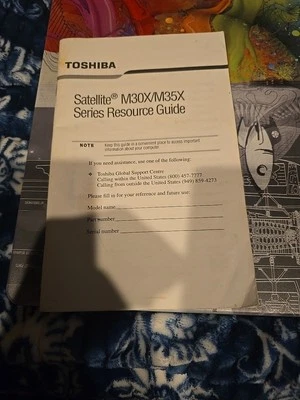 TOSHIBA
Satellite® M30X/M35X
Series Resource Guide
NOTE
Keep this guide in a convenient place to access important
information about your computer.
If you need assistance, use one of the following:
❖ Toshiba Global Support Centre
Calling within the United States (800) 457-7777
Calling from outside the United States (949) 859-4273
Please fill in for your reference and future use:
Model name
Part number
Serial number